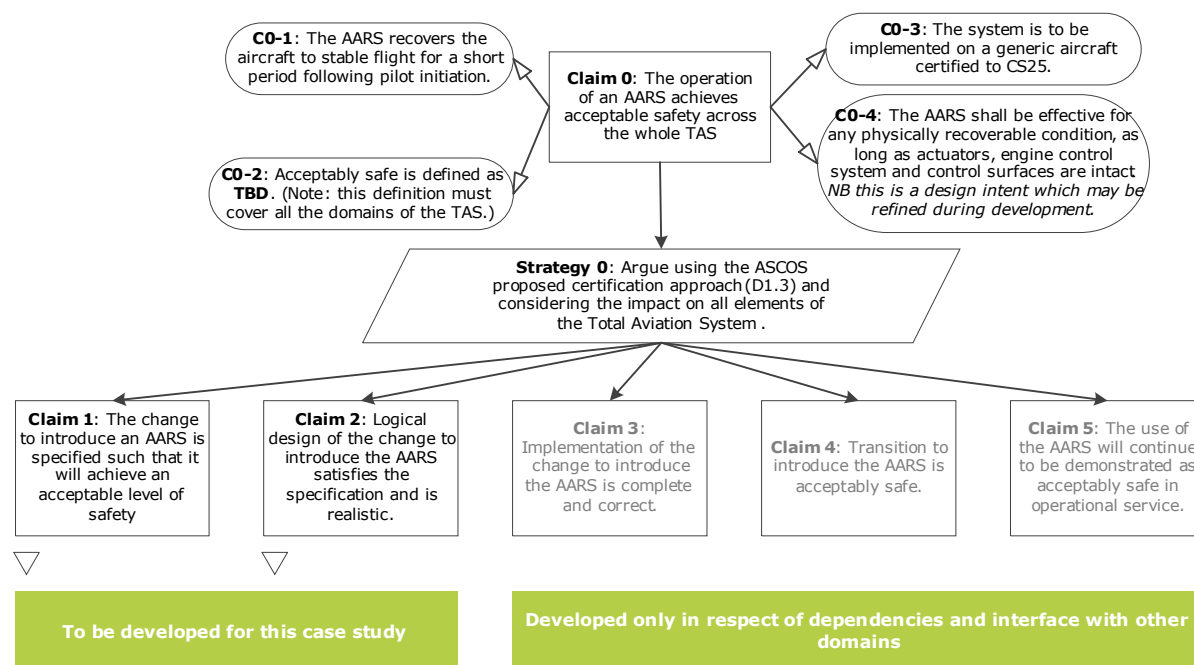 C0-1: The AARS recovers the
aircraft to stable flight for a short
period following pilot initiation.
C0-2: Acceptably safe is defined as
TBD. (Note: this definition must
cover all the domains of the TAS.)
Claim 0: The operation
of an AARS achieves
acceptable safety across
the whole TAS
C0-3: The system is to be
implemented on a generic aircraft
certified to CS25.
C0-4: The AARS shall be effective for
any physically recoverable condition, as
long as actuators, engine control
system and control surfaces are intact
NB this is a design intent which may be
refined during development.
Strategy 0: Argue using the ASCOS
proposed certification approach (D1.3) and
considering the impact on all elements of
the Total Aviation System.
Claim 1: The change
to introduce an AARS is
specified such that it
will achieve an
acceptable level of
safety
Claim 2: Logical
design of the change to
introduce the AARS
satisfies the
specification and is
realistic.
Claim 3:
Implementation of the
change to introduce
the AARS is complete
and correct.
Claim 4: Transition to
introduce the AARS is
acceptably safe.
Claim 5: The use of
the AARS will continue
to be demonstrated as
acceptably safe in
operational service.
To be developed for this case study
Developed only in respect of dependencies and interface with other
domains